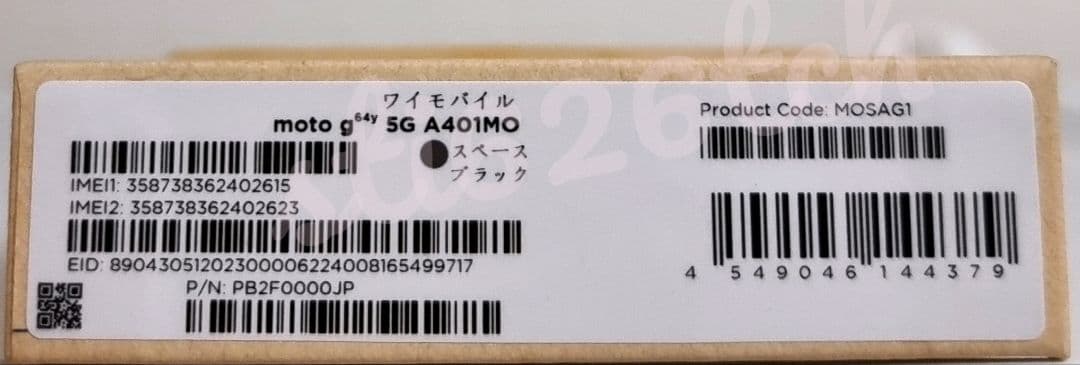 ワイモバイル
moto g64y 5G A401MO
スペース
ブラック
IMEI1: 358738362402615
IMEI2: 358738362402623
EID: 89043051202300006224008165499717
P/N: PB2F0000JP
Product Code: MOSAG1
4 549046 144379